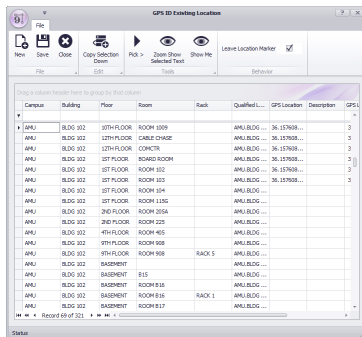 GPS ID Existing Location
File
New Save Close Copy Selection Down Pick > Zoom Show Selected Text Show Me Leave Location Marker
File Edit Tools Behavior
Drag a column header here to group by that column
Campus Building Floor Room Rack Qualified L... GPS Location Description GPS L
AMU BLDG 102 10TH FLOOR ROOM 1009 AMU.BLDG ... 36.157608... 3
AMU BLDG 102 12TH FLOOR CABLE CHASE AMU.BLDG ... 36.157608... 3
AMU BLDG 102 12TH FLOOR COMCTR AMU.BLDG ... 36.157608... 3
AMU BLDG 102 1ST FLOOR BOARD ROOM AMU.BLDG ... 36.157608... 3
AMU BLDG 102 1ST FLOOR ROOM 102 AMU.BLDG ... 36.157608... 3
AMU BLDG 102 1ST FLOOR ROOM 103 AMU.BLDG ... 36.157608... 3
AMU BLDG 102 1ST FLOOR ROOM 104 AMU.BLDG ...
AMU BLDG 102 1ST FLOOR ROOM 115G AMU.BLDG ...
AMU BLDG 102 2ND FLOOR ROOM 205A AMU.BLDG ...
AMU BLDG 102 2ND FLOOR ROOM 225 AMU.BLDG ...
AMU BLDG 102 4TH FLOOR ROOM 405 AMU.BLDG ...
AMU BLDG 102 9TH FLOOR ROOM 908 AMU.BLDG ...
AMU BLDG 102 9TH FLOOR ROOM 908 RACK 5 AMU.BLDG ...
AMU BLDG 102 BASEMENT AMU.BLDG ...
AMU BLDG 102 BASEMENT B15 AMU.BLDG ...
AMU BLDG 102 BASEMENT ROOM B16 AMU.BLDG ...
AMU BLDG 102 BASEMENT ROOM B16 RACK 1 AMU.BLDG ...
AMU BLDG 102 BASEMENT ROOM B17 AMU.BLDG ...
Record 69 of 321
Status